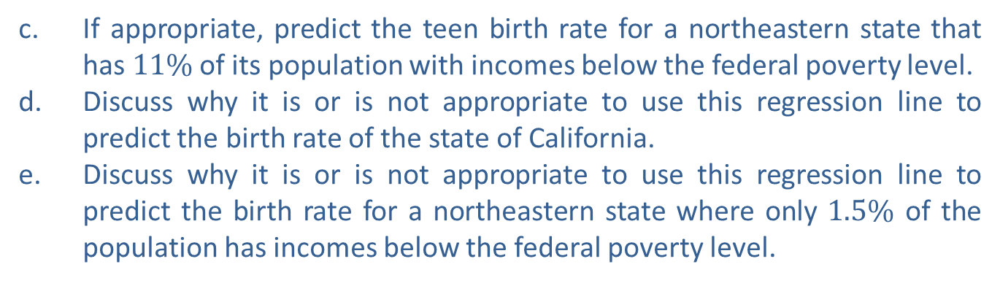 c. If appropriate, predict the teen birth rate for a northeastern state that
has 11% of its population with incomes below the federal poverty level.
d. Discuss why it is or is not appropriate to use this regression line to
predict the birth rate of the state of California.
e. Discuss why it is or is not appropriate to use this regression line to
predict the birth rate for a northeastern state where only 1.5% of the
population has incomes below the federal poverty level.